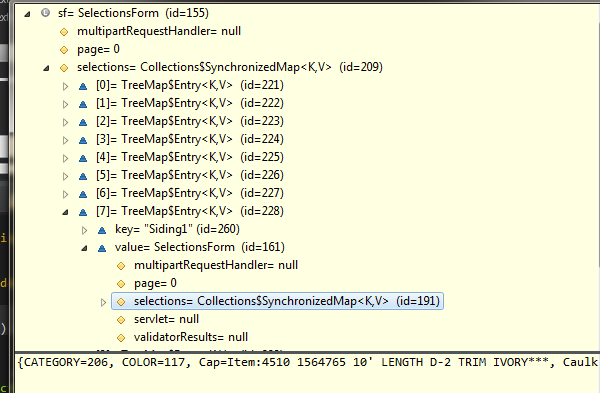 sf= SelectionsForm (id=155)
multipartRequestHandler= null
page= 0
selections= Collections$SynchronizedMap<K,V> (id=209)
[0]= TreeMap$Entry<K,V> (id=221)
[1]= TreeMap$Entry<K,V> (id=222)
[2]= TreeMap$Entry<K,V> (id=223)
[3]= TreeMap$Entry<K,V> (id=224)
[4]= TreeMap$Entry<K,V> (id=225)
[5]= TreeMap$Entry<K,V> (id=226)
[6]= TreeMap$Entry<K,V> (id=227)
[7]= TreeMap$Entry<K,V> (id=228)
key= "Siding1" (id=260)
value= SelectionsForm (id=161)
multipartRequestHandler= null
page= 0
selections= Collections$SynchronizedMap<K,V> (id=191)
servlet= null
validatorResults= null
{CATEGORY=206, COLOR=117, Cap=Item:4510 1564765 10' LENGTH D-2 TRIM IVORY***, Caulk